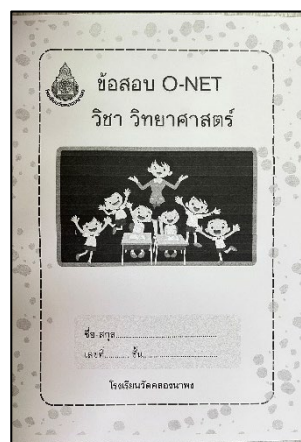 ข้อสอบ O-NET
วิชา วิทยาศาสตร์
ชื่อ-สกุล........................................
เลขที่.......... ชั้น..............................
โรงเรียนวัดคลองนาพง